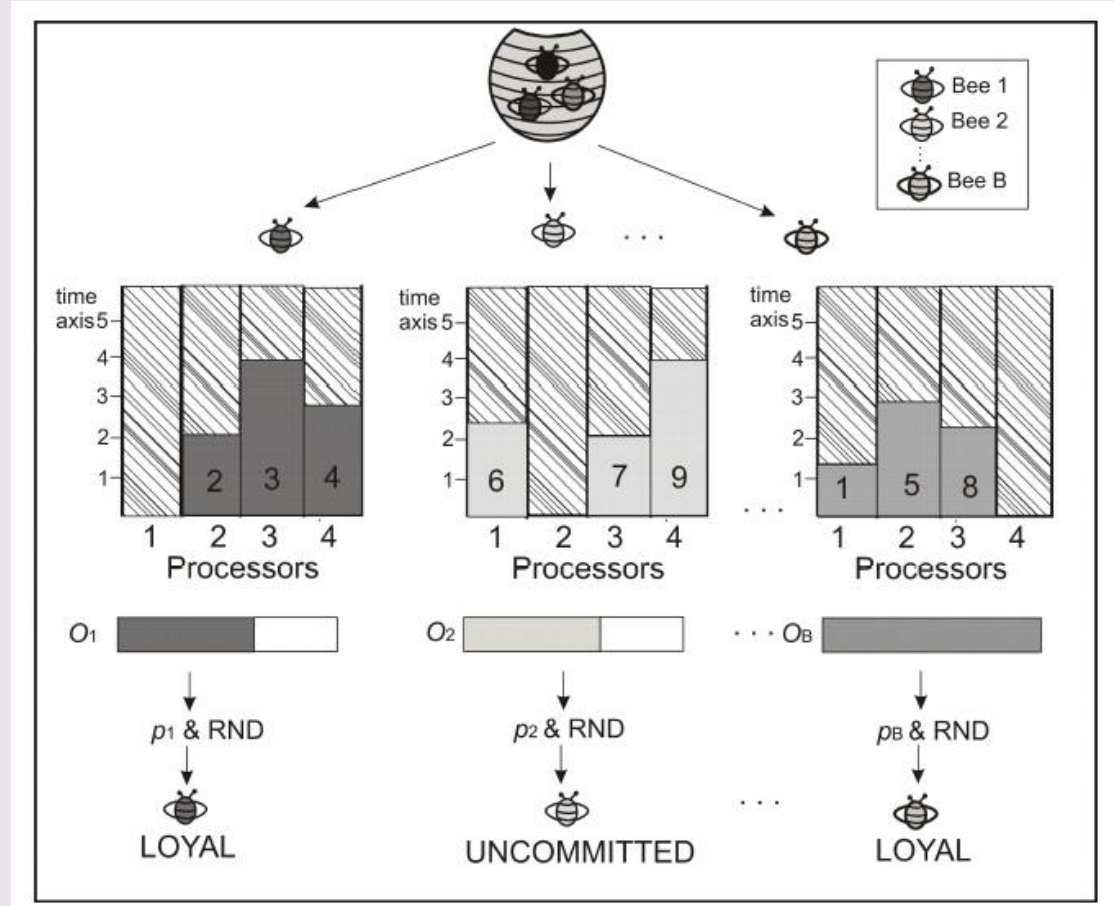 Bee 1
Bee 2
Bee B
. . .
time
axis 5
4
3
2
1
2
3
4
1 2 3 4
Processors
time
axis 5
4
3
2
1
6
7
9
1 2 3 4
Processors
. . .
time
axis 5
4
3
2
1
1
5
8
1 2 3 4
Processors
O1
O2
. . . OB
p1 & RND
p2 & RND
pB & RND
LOYAL
UNCOMMITTED
. . .
LOYAL